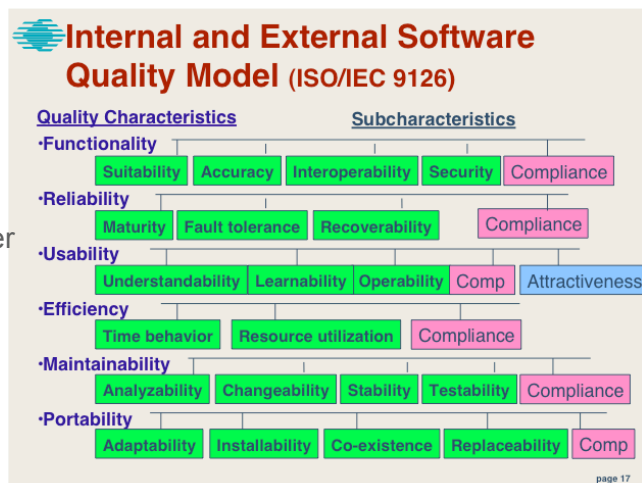 Internal and External Software
Quality Model (ISO/IEC 9126)
Quality Characteristics Subcharacteristics
•Functionality
Suitability Accuracy Interoperability Security Compliance
•Reliability
Maturity Fault tolerance Recoverability Compliance
er
•Usability
Understandability Learnability Operability Comp Attractiveness
•Efficiency
Time behavior Resource utilization Compliance
•Maintainability
Analyzability Changeability Stability Testability Compliance
•Portability
Adaptability Installability Co-existence Replaceability Comp
page 17